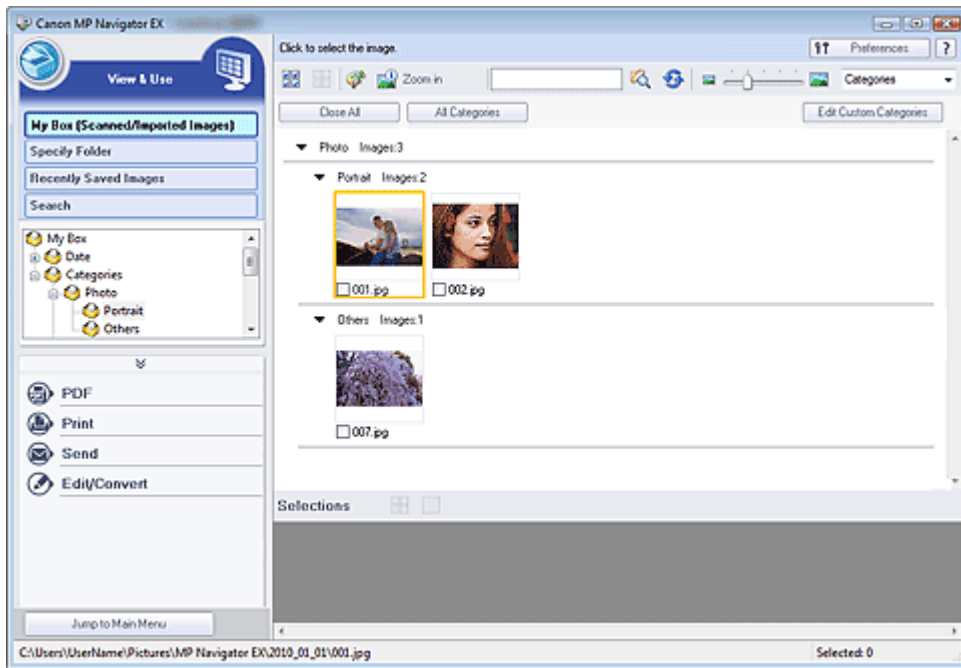 Canon MP Navigator EX
View & Use
My Box (Scanned/Imported Images)
Specify Folder
Recently Saved Images
Search
My Box
Date
Categories
Photo
Portrait
Others
PDF
Print
Send
Edit/Convert
Jump to Main Menu
Click to select the image.
Preferences
?
Zoom in
Categories
Close All
All Categories
Edit Custom Categories
Photo Images:3
Portrait Images:2
001.jpg
002.jpg
Others Images:1
007.jpg
Selections
C:\Users\UserName\Pictures\MP Navigator EX\2010_01_01\001.jpg
Selected: 0